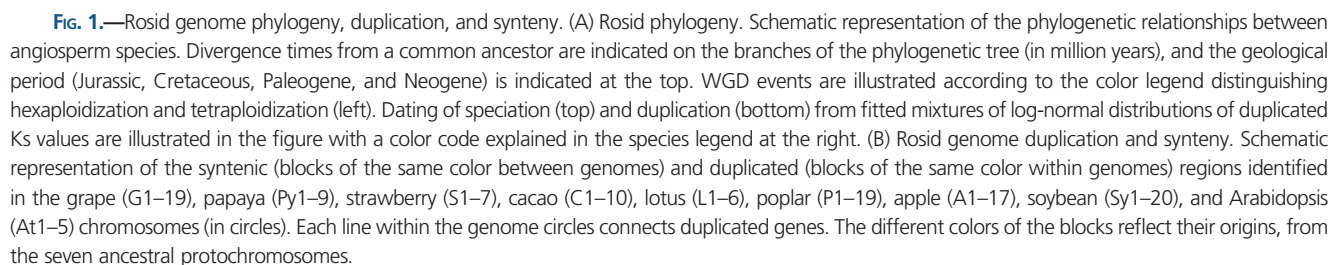 FIG. 1.—Rosid genome phylogeny, duplication, and synteny. (A) Rosid phylogeny. Schematic representation of the phylogenetic relationships between
angiosperm species. Divergence times from a common ancestor are indicated on the branches of the phylogenetic tree (in million years), and the geological
period (Jurassic, Cretaceous, Paleogene, and Neogene) is indicated at the top. WGD events are illustrated according to the color legend distinguishing
hexaploidization and tetraploidization (left). Dating of speciation (top) and duplication (bottom) from fitted mixtures of log-normal distributions of duplicated
Ks values are illustrated in the figure with a color code explained in the species legend at the right. (B) Rosid genome duplication and synteny. Schematic
representation of the syntenic (blocks of the same color between genomes) and duplicated (blocks of the same color within genomes) regions identified
in the grape (G1–19), papaya (Py1–9), strawberry (S1–7), cacao (C1–10), lotus (L1–6), poplar (P1–19), apple (A1–17), soybean (Sy1–20), and Arabidopsis
(At1–5) chromosomes (in circles). Each line within the genome circles connects duplicated genes. The different colors of the blocks reflect their origins, from
the seven ancestral protochromosomes.